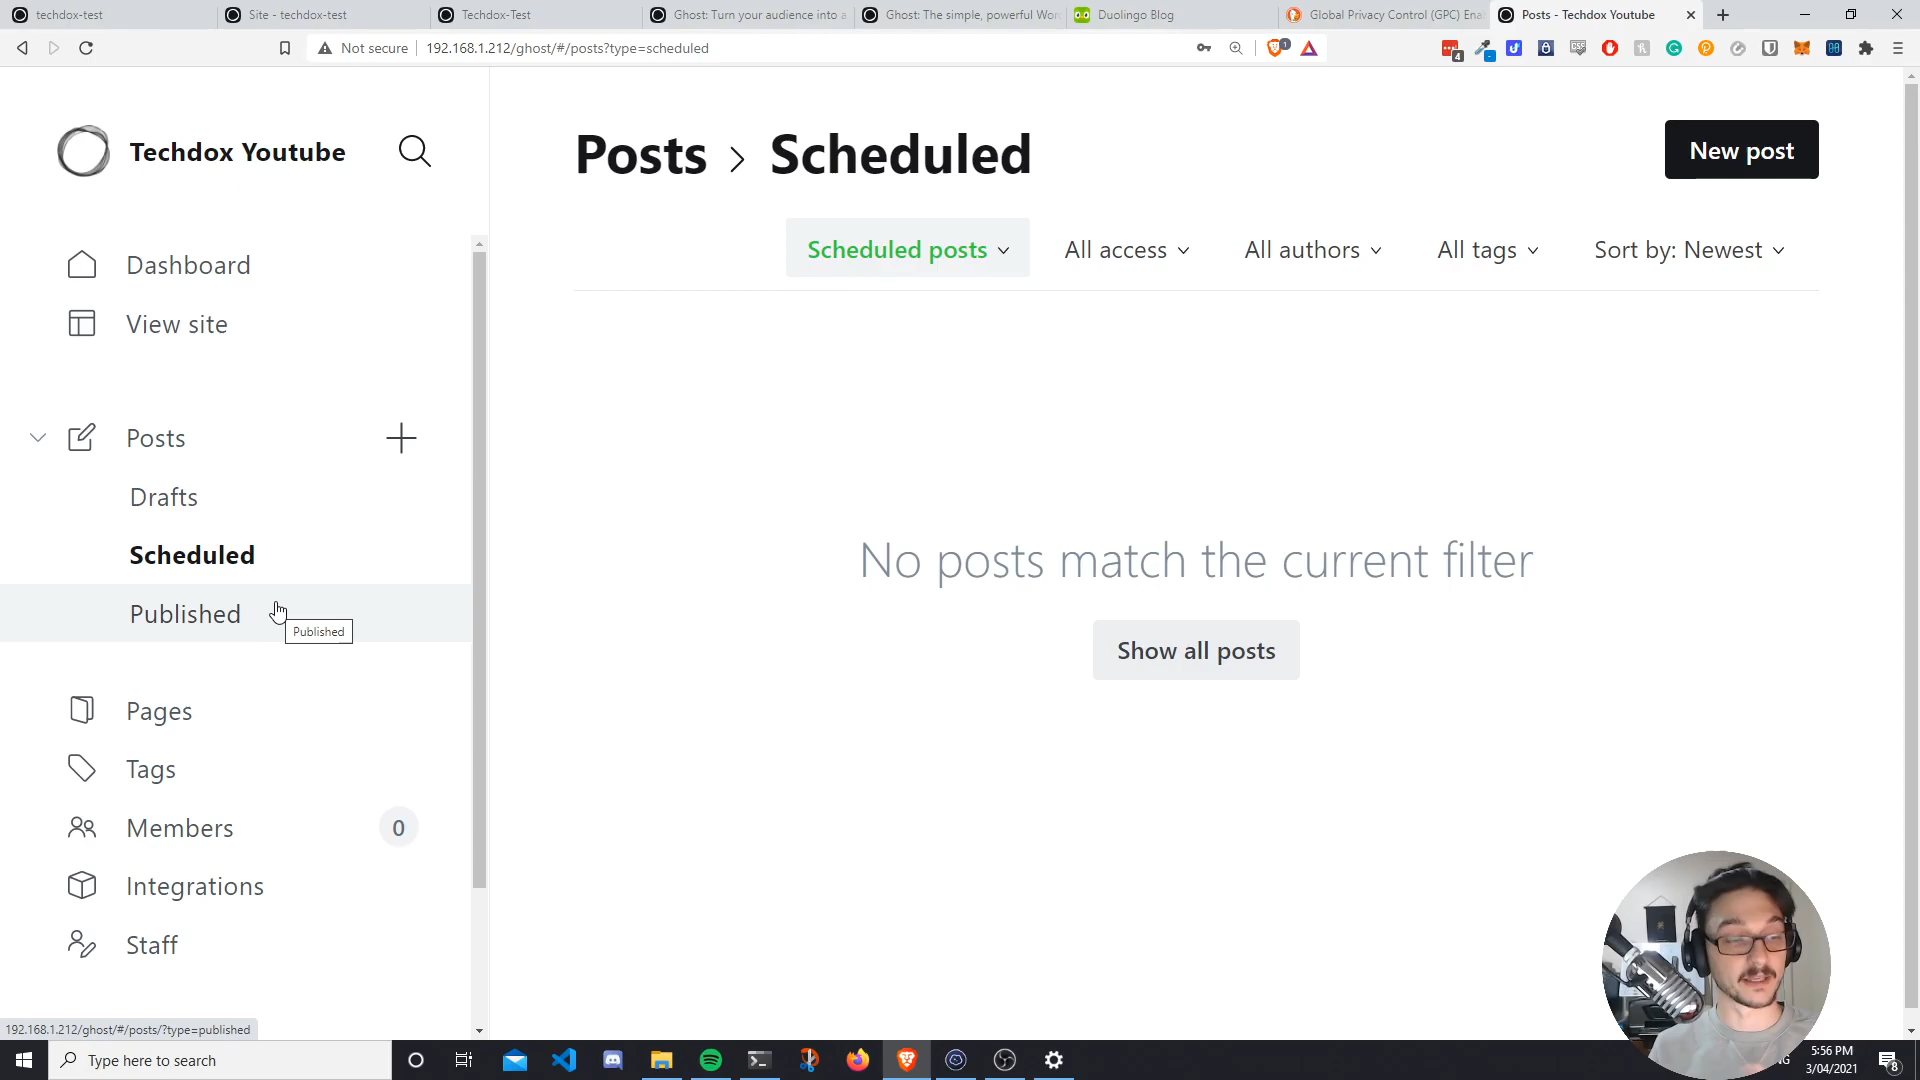 techdox-test
Site - techdox-test
Techdox-Test
Ghost: Turn your audience into a
Ghost: The simple, powerful Wor
Duolingo Blog
Global Privacy Control (GPC) Ena
Posts - Techdox Youtube
Not secure
192.168.1.212/ghost/#/posts?type=scheduled
Techdox Youtube
Posts > Scheduled
New post
Scheduled posts
All access
All authors
All tags
Sort by: Newest
Dashboard
View site
Posts
Drafts
Scheduled
Published
Published
No posts match the current filter
Show all posts
Pages
Tags
Members
0
Integrations
Staff
192.168.1.212/ghost/#/posts/?type=published
Type here to search
5:56 PM
3/04/2021
8